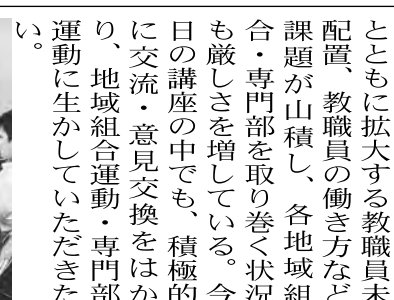 とともに拡大する教職員未
配置、教職員の働き方など
課題が山積し、各地域組
合・専門部を取り巻く状況
も厳しさを増している。今
日の講座の中でも、積極的
に交流・意見交換をはか
り、地域組合運動・専門部
運動に生かしていただきた
い。